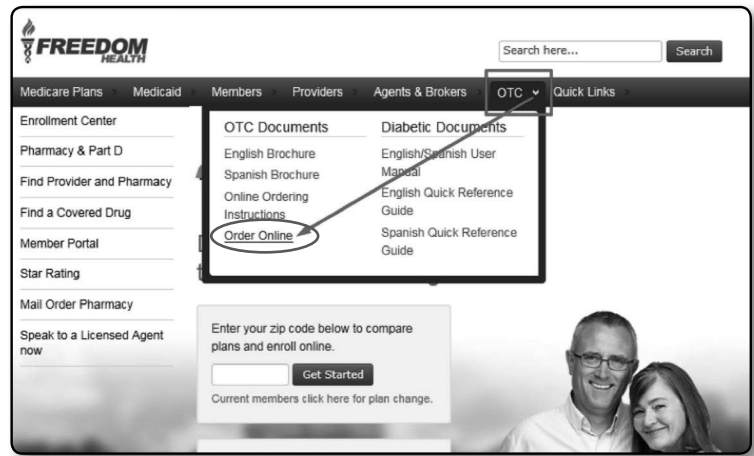 FREEDOM
HEALTH
Search here...
Search
Medicare Plans
Medicaid
Members
Providers
Agents & Brokers
OTC
Quick Links
Enrollment Center
Pharmacy & Part D
Find Provider and Pharmacy
Find a Covered Drug
Member Portal
Star Rating
Mail Order Pharmacy
Speak to a Licensed Agent
now
OTC Documents
English Brochure
Spanish Brochure
Online Ordering
Instructions
Order Online
Diabetic Documents
English/Spanish User
Manual
English Quick Reference
Guide
Spanish Quick Reference
Guide
Enter your zip code below to compare
plans and enroll online.
Get Started
Current members click here for plan change.